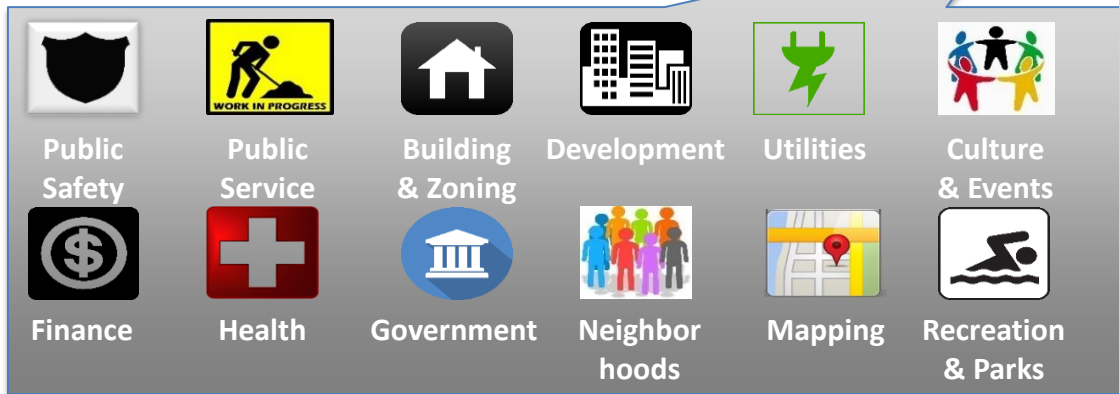 WORK IN PROGRESS
Public
Safety
Public
Service
Building
& Zoning
Development
Utilities
Culture
& Events
$
Finance
Health
Government
Neighbor
hoods
Mapping
Recreation
& Parks